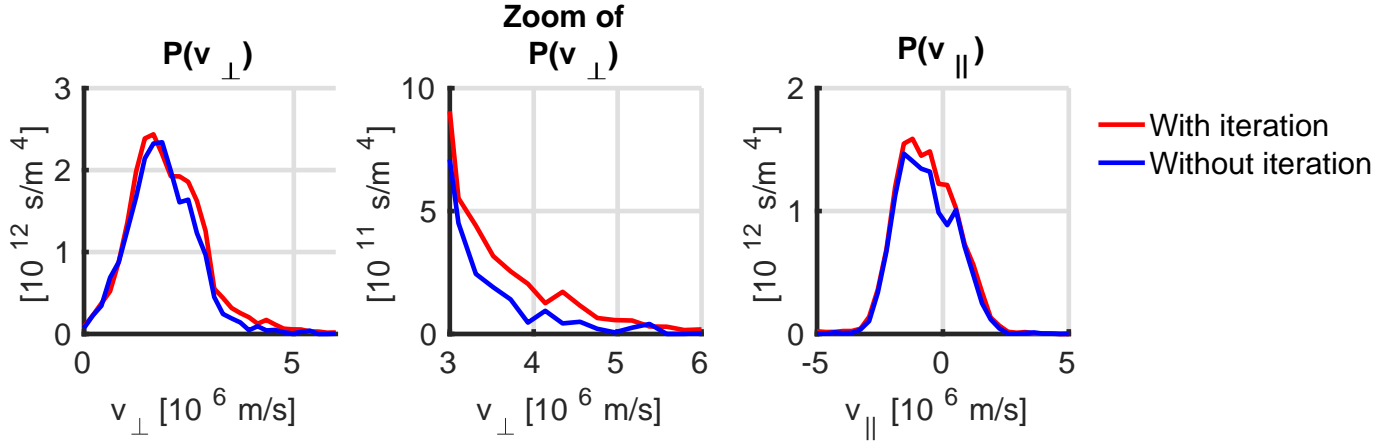 P(v ⊥)
3
2
1
0
0
5
[10 12 s/m 4]
v⊥ [10 6 m/s]
Zoom of
P(v ⊥)
10
5
0
3
4
5
6
[10 11 s/m 4]
v⊥ [10 6 m/s]
P(v ||)
2
1
0
-5
0
5
[10 12 s/m 4]
v|| [10 6 m/s]
With iteration
Without iteration